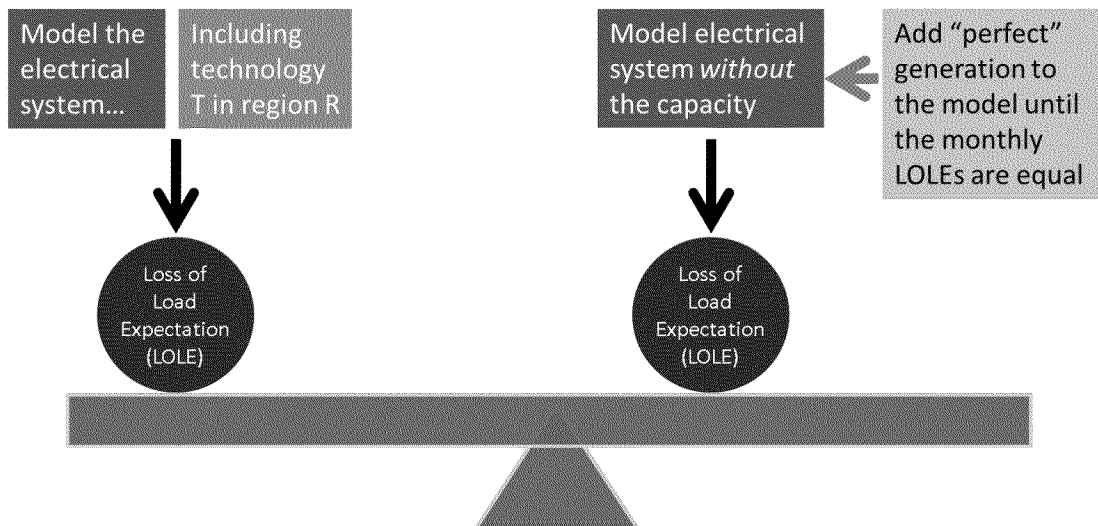 Model the
electrical
system...
Including
technology
T in region R
Model electrical
system without
the capacity
Add “perfect”
generation to
the model until
the monthly
LOLEs are equal
Loss of
Load
Expectation
(LOLE)
Loss of
Load
Expectation
(LOLE)